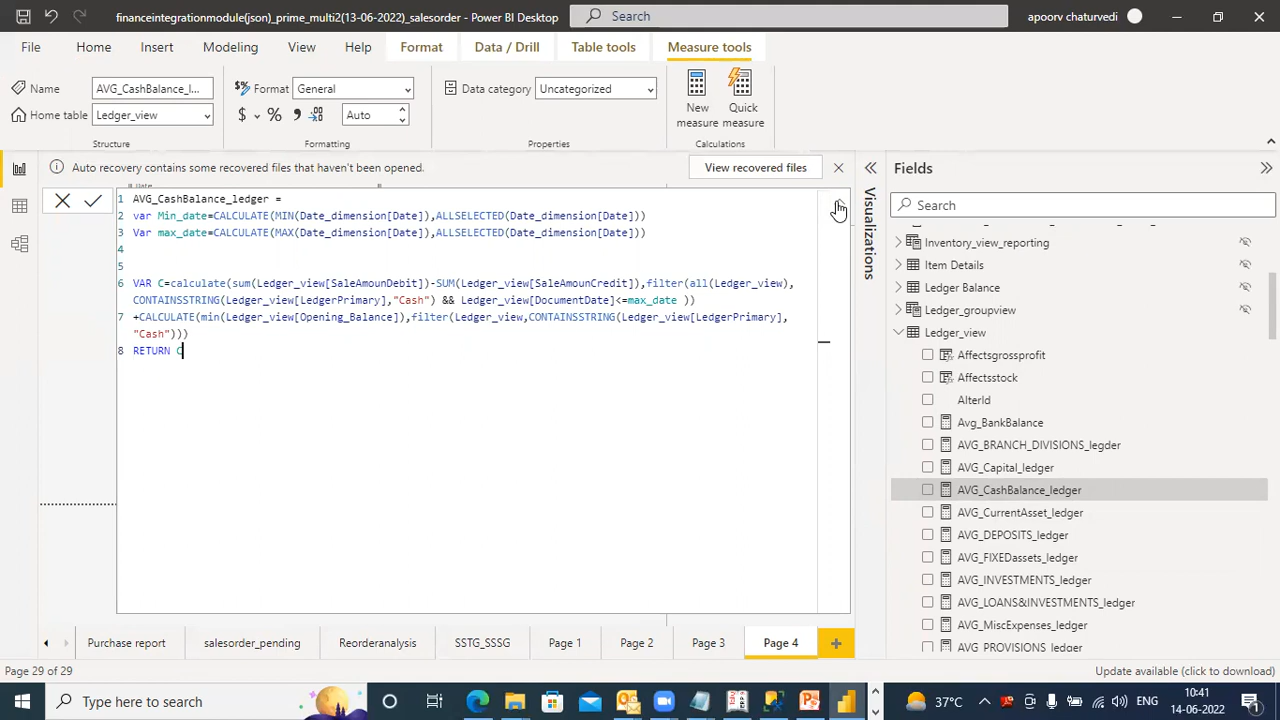 financeintegrationmodule(json)_prime_multi2(13-06-2022)_salesorder - Power BI Desktop
Search
apoorv chaturvedi
File Home Insert Modeling View Help Format Data / Drill Table tools Measure tools
Name AVG_CashBalance_l...
Format General
Data category Uncategorized
Home table Ledger_view
$ % Auto
New measure
Quick measure
Structure Formatting Properties Calculations
Auto recovery contains some recovered files that haven't been opened.
View recovered files
1 AVG_CashBalance_ledger =
2 var Min_date=CALCULATE(MIN(Date_dimension[Date]),ALLSELECTED(Date_dimension[Date]))
3 Var max_date=CALCULATE(MAX(Date_dimension[Date]),ALLSELECTED(Date_dimension[Date]))
4
5
6 VAR C=calculate(sum(Ledger_view[SaleAmounDebit])-SUM(Ledger_view[SaleAmounCredit]),filter(all(Ledger_view),
CONTAINSSTRING(Ledger_view[LedgerPrimary],"Cash") && Ledger_view[DocumentDate]<=max_date ))
7 +CALCULATE(min(Ledger_view[Opening_Balance]),filter(Ledger_view,CONTAINSSTRING(Ledger_view[LedgerPrimary],
"Cash")))
8 RETURN C
Visualizations
Fields
Search
Inventory_view_reporting
Item Details
Ledger Balance
Ledger_groupview
Ledger_view
Affectsgrossprofit
Affectsstock
AlterId
Avg_BankBalance
AVG_BRANCH_DIVISIONS_legder
AVG_Capital_ledger
AVG_CashBalance_ledger
AVG_CurrentAsset_ledger
AVG_DEPOSITS_ledger
AVG_FIXEDassets_ledger
AVG_INVESTMENTS_ledger
AVG_LOANS&INVESTMENTS_ledger
AVG_MiscExpenses_ledger
AVG_PROVISIONS_ledger
Purchase report salesorder_pending Reorderanalysis SSTG_SSSG Page 1 Page 2 Page 3 Page 4
Page 29 of 29
Update available (click to download)
Type here to search
37°C
ENG
10:41
14-06-2022
1